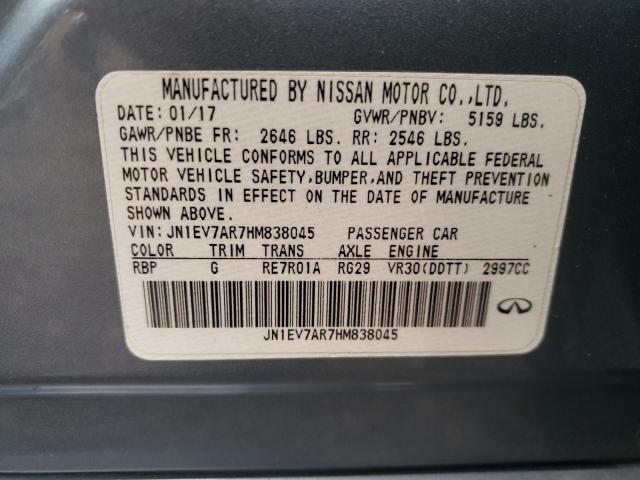 MANUFACTURED BY NISSAN MOTOR CO.,LTD.
DATE: 01/17 GVWR/PNBV: 5159 LBS.
GAWR/PNBE FR: 2646 LBS. RR: 2546 LBS.
THIS VEHICLE CONFORMS TO ALL APPLICABLE FEDERAL
MOTOR VEHICLE SAFETY,BUMPER,AND THEFT PREVENTION
STANDARDS IN EFFECT ON THE DATE OF MANUFACTURE
SHOWN ABOVE.
VIN: JN1EV7AR7HM838045 PASSENGER CAR
COLOR TRIM TRANS AXLE ENGINE
RBP G RE7R01A RG29 VR30(DDTT) 2997CC
JN1EV7AR7HM838045